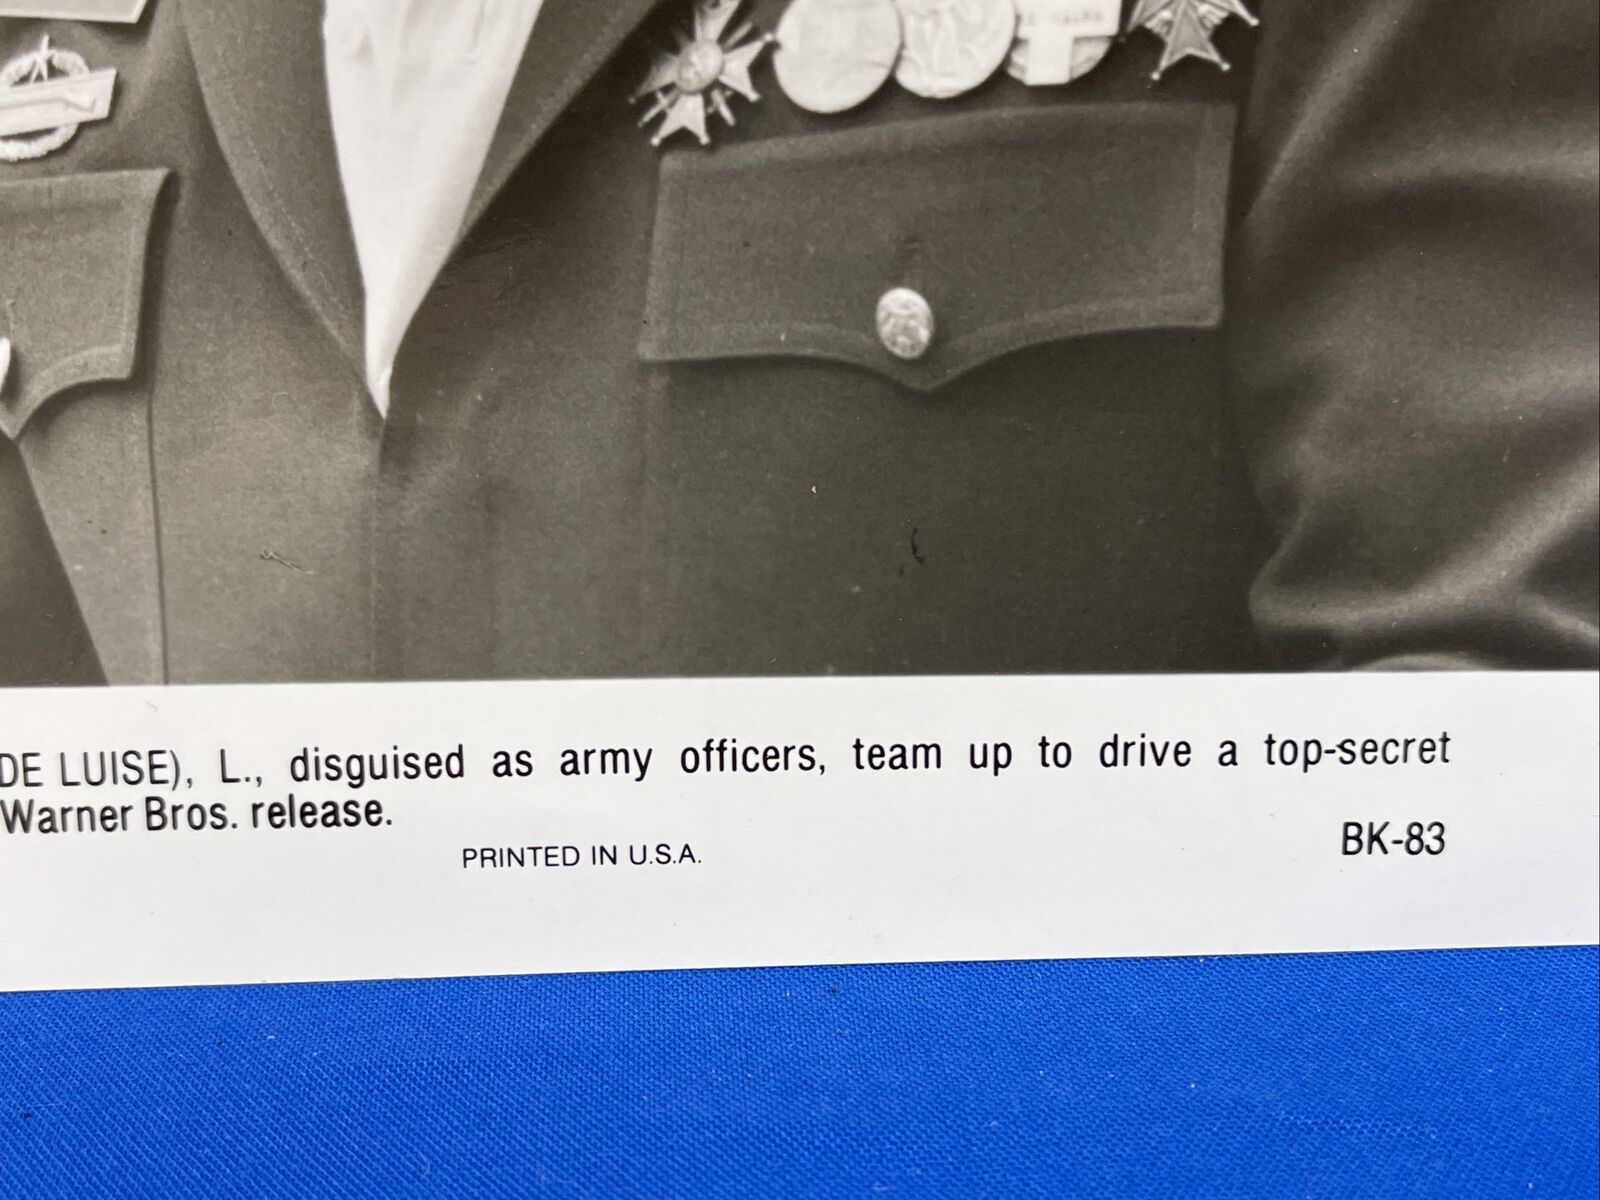 DE LUISE), L., disguised as army officers, team up to drive a top-secret
Warner Bros. release.
PRINTED IN U.S.A.
BK-83